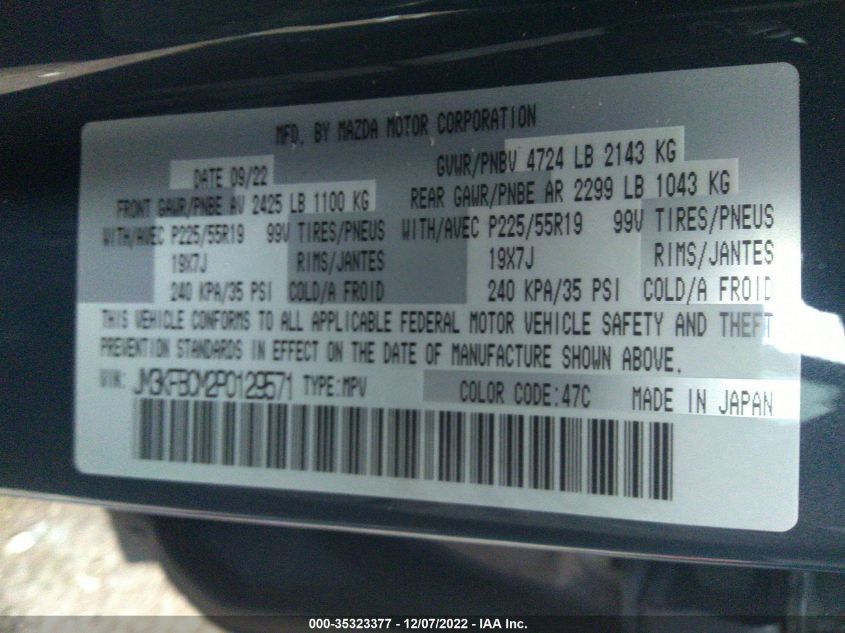 MFD. BY MAZDA MOTOR CORPORATION
DATE 09/22 GVWR/PNBV 4724 LB 2143 KG
FRONT GAWR/PNBE AV 2425 LB 1100 KG REAR GAWR/PNBE AR 2299 LB 1043 KG
WITH/AVEC P225/55R19 99V TIRES/PNEUS WITH/AVEC P225/55R19 99V TIRES/PNEUS
19X7J RIMS/JANTES 19X7J RIMS/JANTES
240 KPA/35 PSI COLD/A FROID 240 KPA/35 PSI COLD/A FROID
THIS VEHICLE CONFORMS TO ALL APPLICABLE FEDERAL MOTOR VEHICLE SAFETY AND THEFT
PREVENTION STANDARDS IN EFFECT ON THE DATE OF MANUFACTURE SHOWN ABOVE.
VIN: JM3KFBCM2P0129571 TYPE:MPV COLOR CODE:47C MADE IN JAPAN
000-35323377 - 12/07/2022 - IAA Inc.